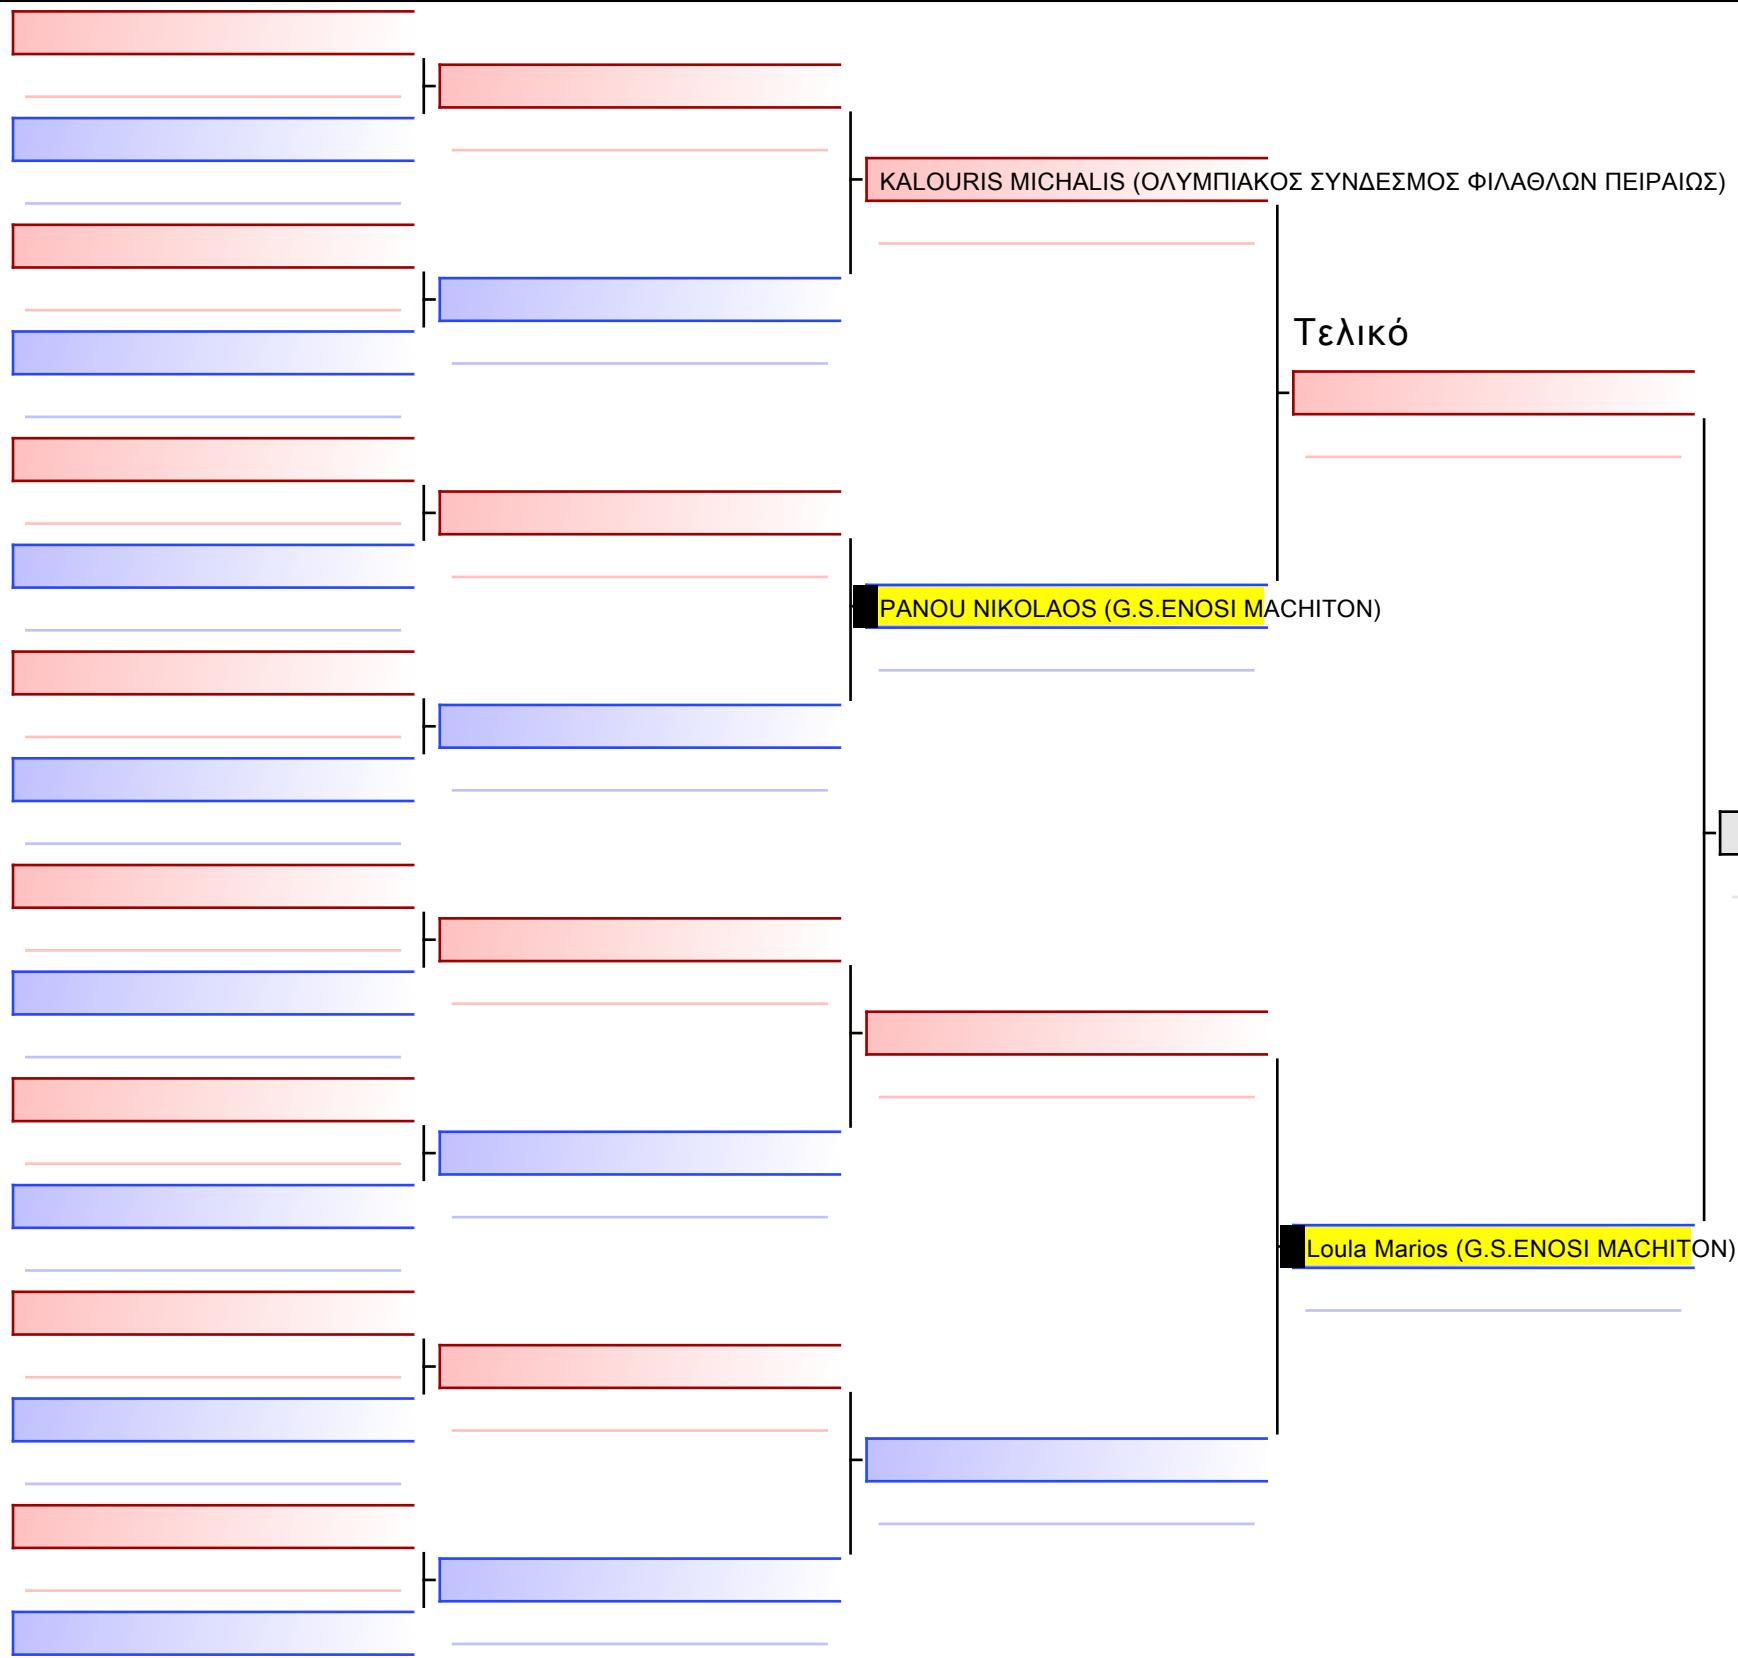 KALOURIS MICHALIS (ΟΛΥΜΠΙΑΚΟΣ ΣΥΝΔΕΣΜΟΣ ΦΙΛΑΘΛΩΝ ΠΕΙΡΑΙΩΣ)
Τελικό
PANOU NIKOLAOS (G.S.ENOSI MACHITON)
Loula Marios (G.S.ENOSI MACHITON)